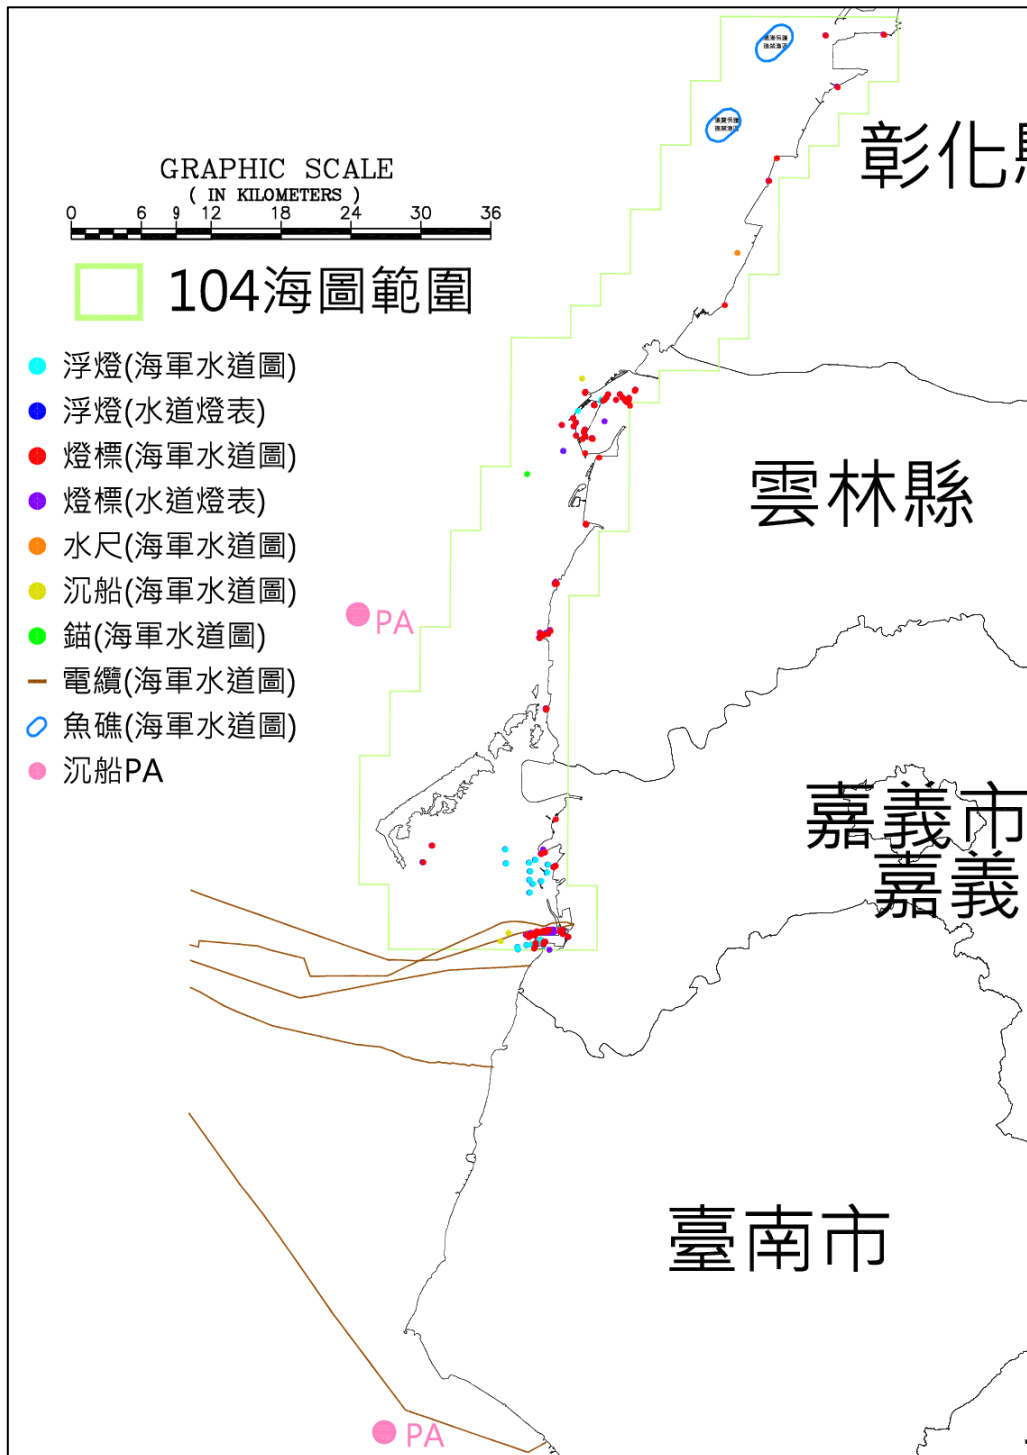 彰化縣
GRAPHIC SCALE
( IN KILOMETERS )
0 6 9 12 18 24 30 36
104海圖範圍
浮燈(海軍水道圖)
浮燈(水道燈表)
燈標(海軍水道圖)
燈標(水道燈表)
水尺(海軍水道圖)
沉船(海軍水道圖)
錨(海軍水道圖)
電纜(海軍水道圖)
魚礁(海軍水道圖)
沉船PA
雲林縣
PA
嘉義市
嘉義
臺南市
PA